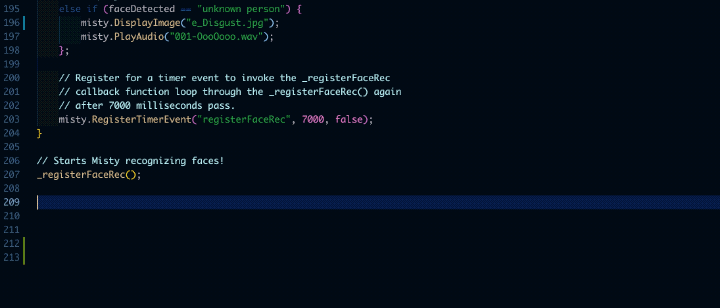 195 else if (faceDetected == "unknown person") {
196 misty.DisplayImage("e_Disgust.jpg");
197 misty.PlayAudio("001-OooOooo.wav");
198 };
199
200 // Register for a timer event to invoke the _registerFaceRec
201 // callback function loop through the _registerFaceRec() again
202 // after 7000 milliseconds pass.
203 misty.RegisterTimerEvent("registerFaceRec", 7000, false);
204 }
205
206 // Starts Misty recognizing faces!
207 _registerFaceRec();
208
209
210
211
212
213